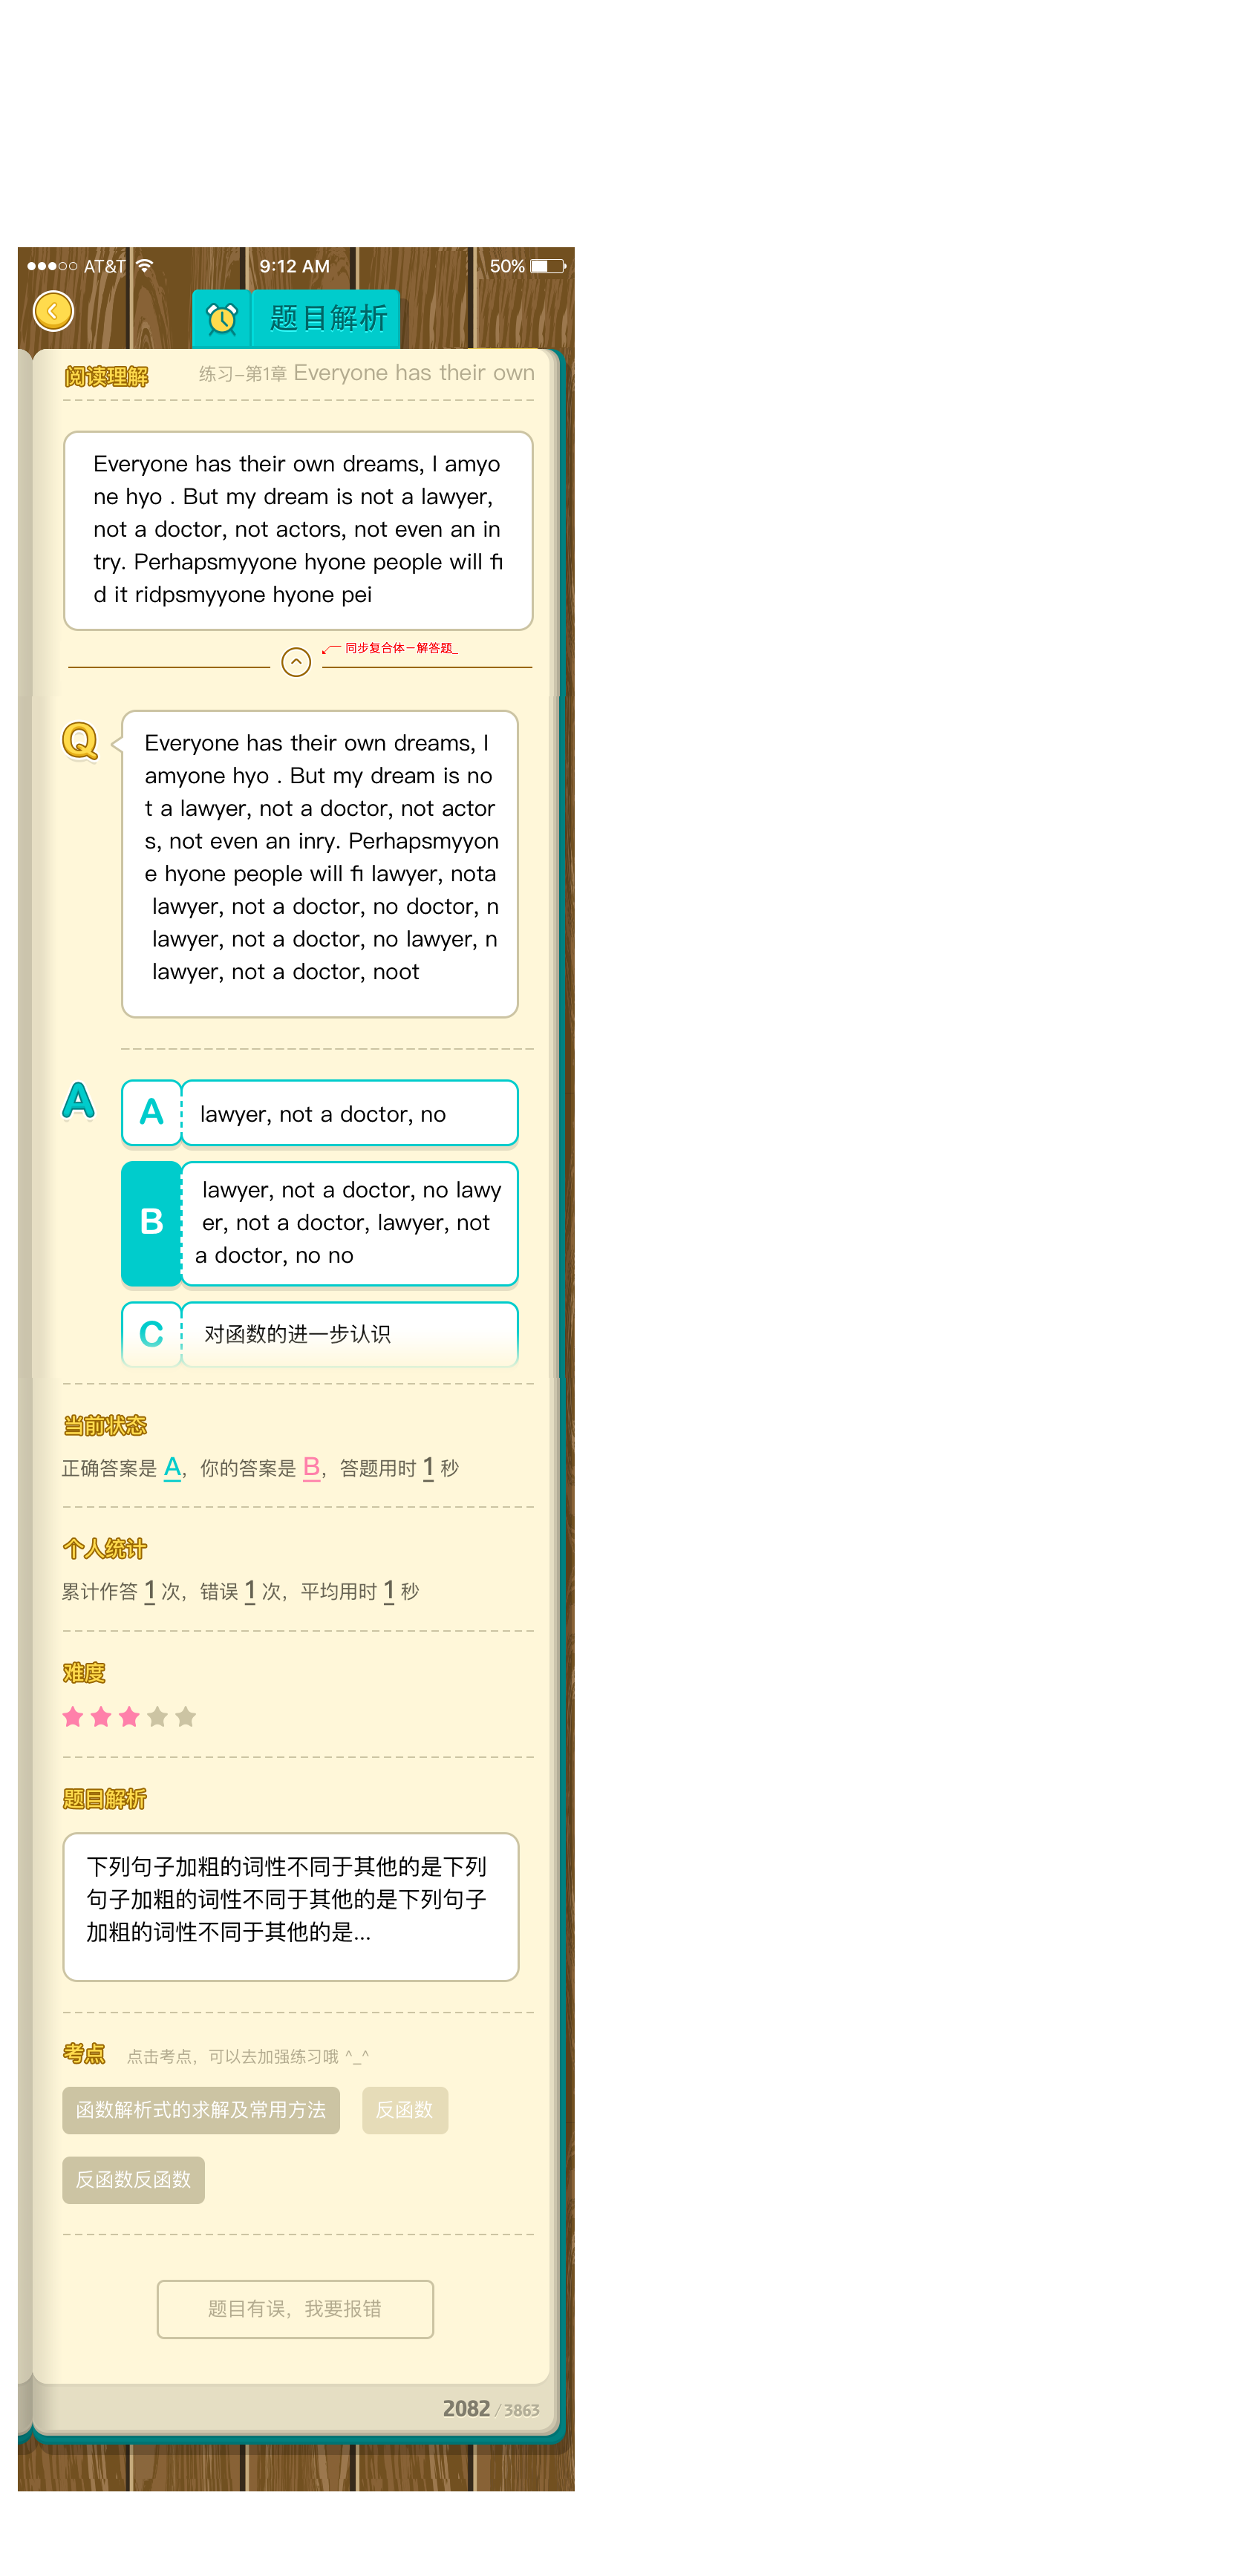 AT&T 9:12 AM 50%
题目解析
阅读理解 练习-第1章 Everyone has their own
Everyone has their own dreams, I amyo
ne hyo . But my dream is not a lawyer,
not a doctor, not actors, not even an in
try. Perhapsmyyone hyone people will fi
d it ridpsmyyone hyone pei
同步复合体－解答题_
Q
Everyone has their own dreams, I
amyone hyo . But my dream is no
t a lawyer, not a doctor, not actor
s, not even an inry. Perhapsmyyon
e hyone people will fi lawyer, nota
lawyer, not a doctor, no doctor, n
lawyer, not a doctor, no lawyer, n
lawyer, not a doctor, noot
A
A lawyer, not a doctor, no
B
lawyer, not a doctor, no lawy
er, not a doctor, lawyer, not
a doctor, no no
C 对函数的进一步认识
当前状态
正确答案是 A，你的答案是 B，答题用时 1 秒
个人统计
累计作答 1 次，错误 1 次，平均用时 1 秒
难度
题目解析
下列句子加粗的词性不同于其他的是下列
句子加粗的词性不同于其他的是下列句子
加粗的词性不同于其他的是...
考点 点击考点，可以去加强练习哦 ^_^
函数解析式的求解及常用方法 反函数
反函数反函数
题目有误，我要报错
2082 / 3863